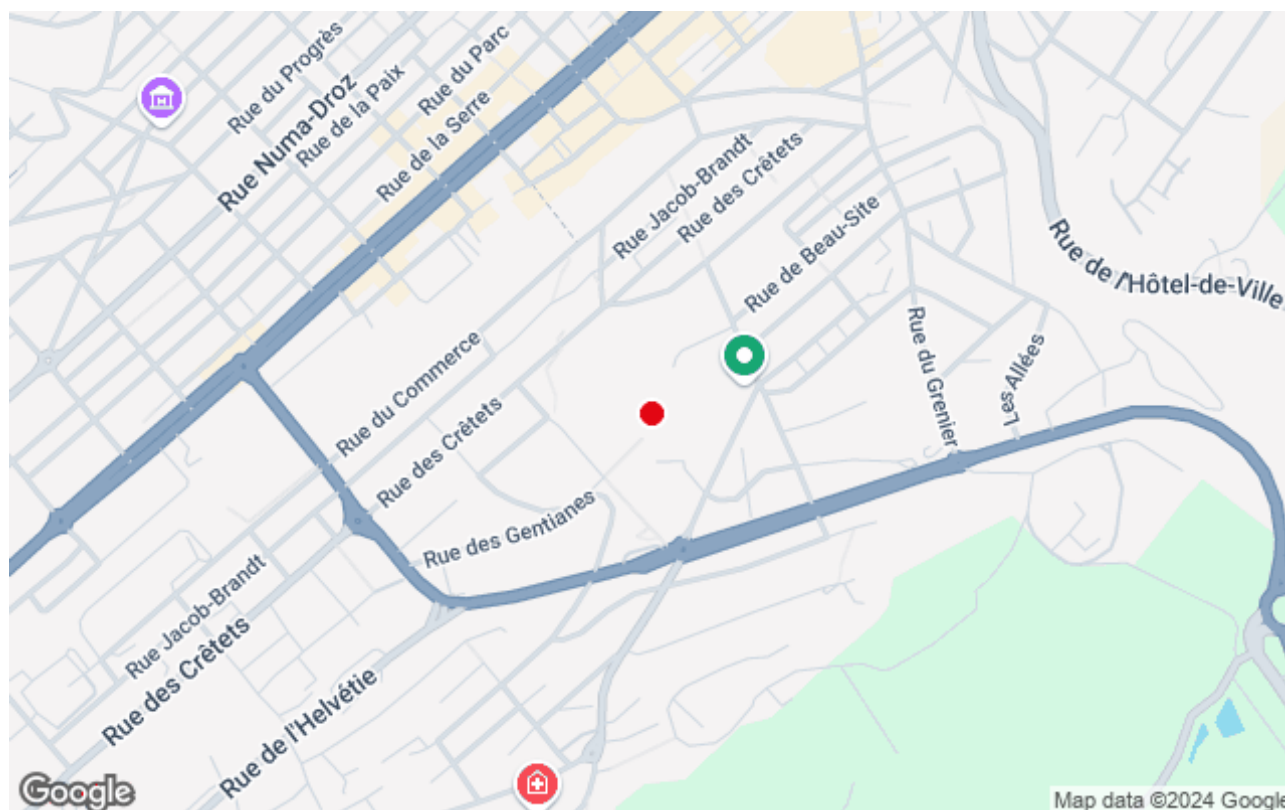 Rue du Progrès
Rue Numa-Droz
Rue de la Paix
Rue du Parc
Rue de la Serre
Rue Jacob-Brandt
Rue des Crêtets
Rue de Beau-Site
Rue de l'Hôtel-de-Ville
Rue du Commerce
Rue du Grenier
Les Allées
Rue des Crêtets
Rue des Gentianes
Rue Jacob-Brandt
Rue des Crêtets
Rue de l'Helvétie
H
Google
Map data ©2024 Google